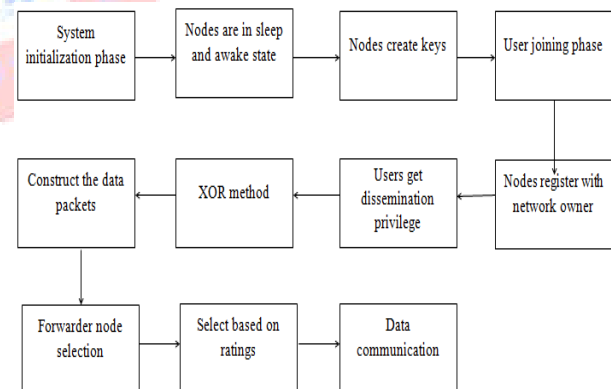 System
initialization phase
Nodes are in sleep
and awake state
Nodes create keys
User joining phase
Nodes register with
network owner
Users get
dissemination
privilege
XOR method
Construct the data
packets
Forwarder node
selection
Select based on
ratings
Data
communication